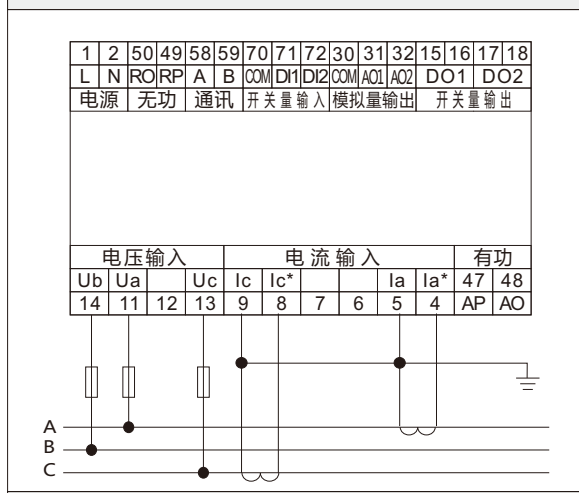 1 2 50 49 58 59 70 71 72 30 31 32 15 16 17 18
L N RO RP A B COM DI1 DI2 COM AO1 AO2 DO1 DO2
电源 无功 通讯 开关量输入 模拟量输出 开关量输出
电压输入 电流输入 有功
Ub Ua Uc Ic Ic* Ia Ia* 47 48
14 11 12 13 9 8 7 6 5 4 AP AO
A
B
C